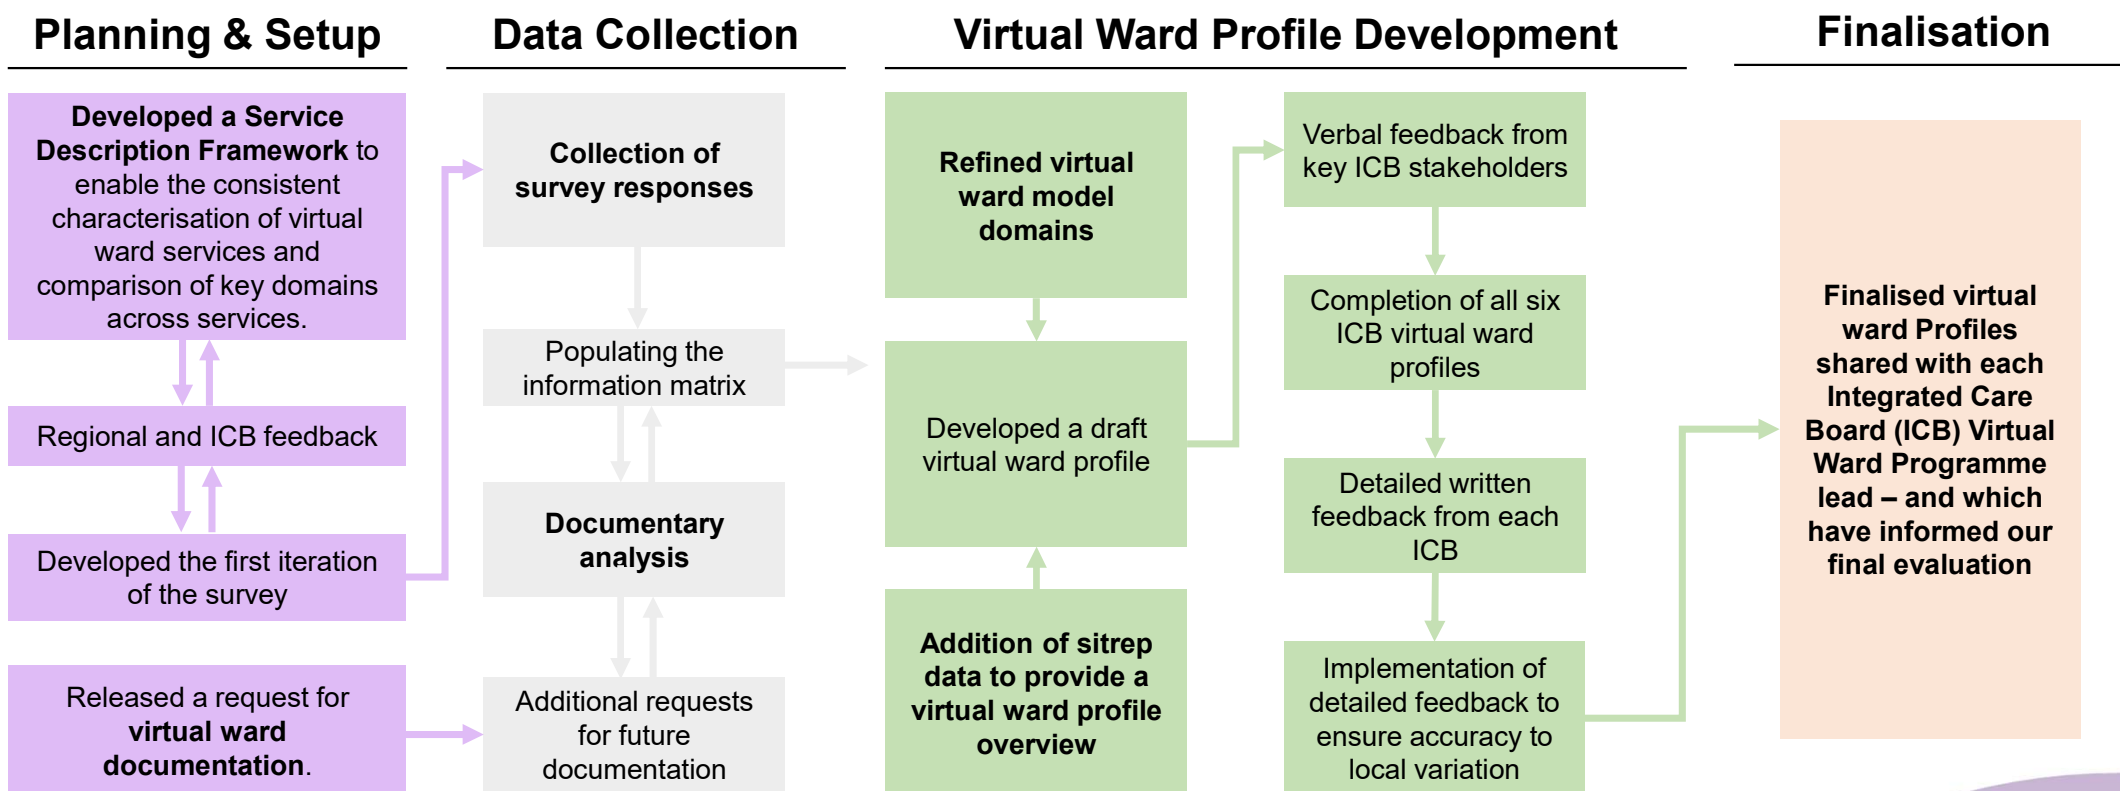 Planning & Setup
Developed a Service
Description Framework to
enable the consistent
characterisation of virtual
ward services and
comparison of key domains
across services.
Regional and ICB feedback
Developed the first iteration
of the survey
Released a request for
virtual ward
documentation.
Data Collection
Collection of
survey responses
Populating the
information matrix
Documentary
analysis
Additional requests
for future
documentation
Virtual Ward Profile Development
Refined virtual
ward model
domains
Developed a draft
virtual ward profile
Addition of sitrep
data to provide a
virtual ward profile
overview
Verbal feedback from
key ICB stakeholders
Completion of all six
ICB virtual ward
profiles
Detailed written
feedback from each
ICB
Implementation of
detailed feedback to
ensure accuracy to
local variation
Finalisation
Finalised virtual
ward Profiles
shared with each
Integrated Care
Board (ICB) Virtual
Ward Programme
lead – and which
have informed our
final evaluation